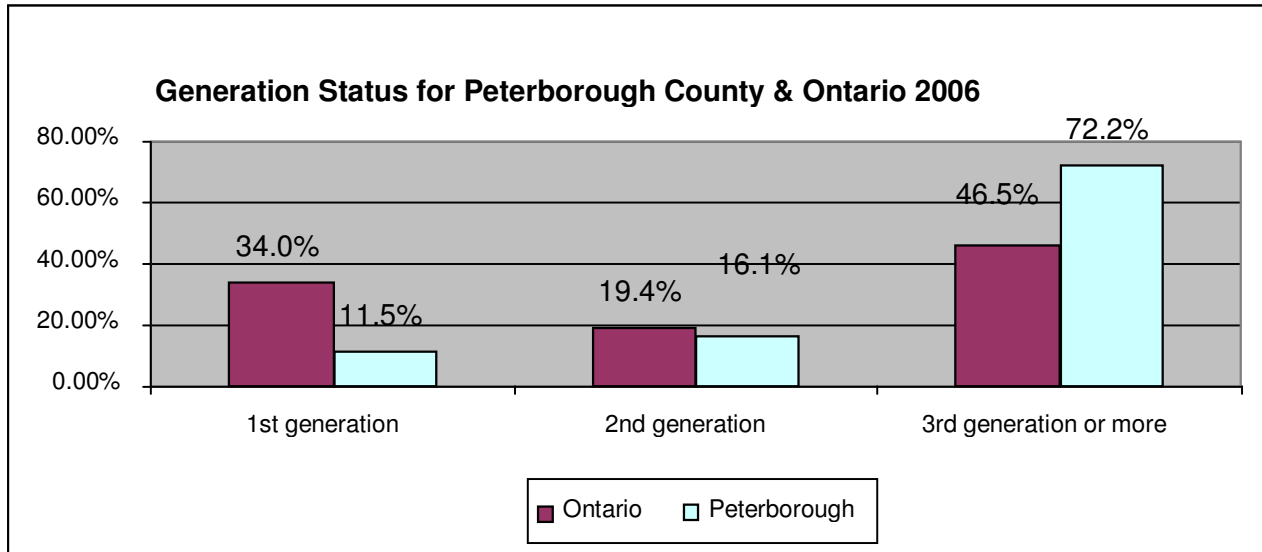 Generation Status for Peterborough County & Ontario 2006
80.00%
60.00%
40.00%
20.00%
0.00%
34.0%
11.5%
19.4%
16.1%
46.5%
72.2%
1st generation
2nd generation
3rd generation or more
Ontario
Peterborough